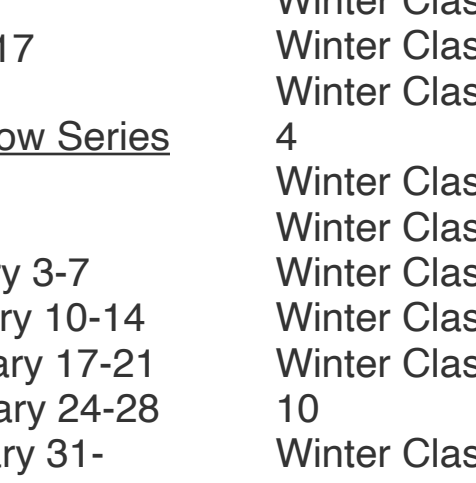 Winter Clas
17
Winter Clas
Winter Clas
ow Series
4
Winter Clas
Winter Clas
ry 3-7
Winter Clas
ry 10-14
Winter Clas
ary 17-21
Winter Clas
ary 24-28
10
ry 31-
Winter Clas